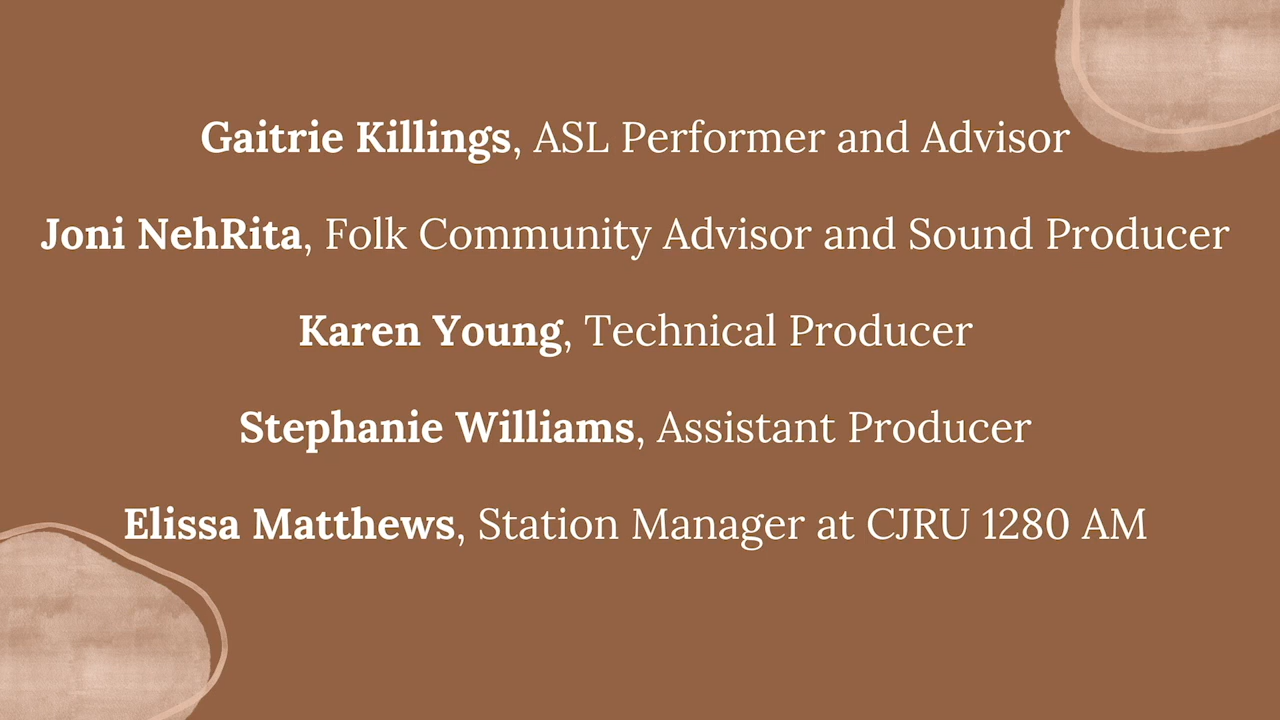 Gaitrie Killings, ASL Performer and Advisor
Joni NehRita, Folk Community Advisor and Sound Producer
Karen Young, Technical Producer
Stephanie Williams, Assistant Producer
Elissa Matthews, Station Manager at CJRU 1280 AM